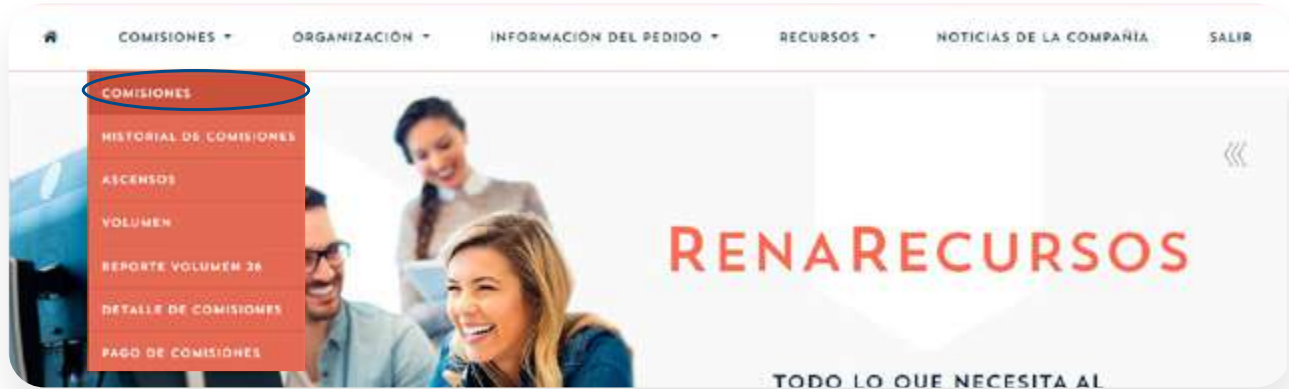 COMISIONES ORGANIZACIÓN INFORMACIÓN DEL PEDIDO RECURSOS NOTICIAS DE LA COMPAÑÍA SALIR
COMISIONES
HISTORIAL DE COMISIONES
ASCENSOS
VOLUMEN
REPORTE VOLUMEN 36
DETALLE DE COMISIONES
PAGO DE COMISIONES
RENARECURSOS
TODO LO QUE NECESITA AL